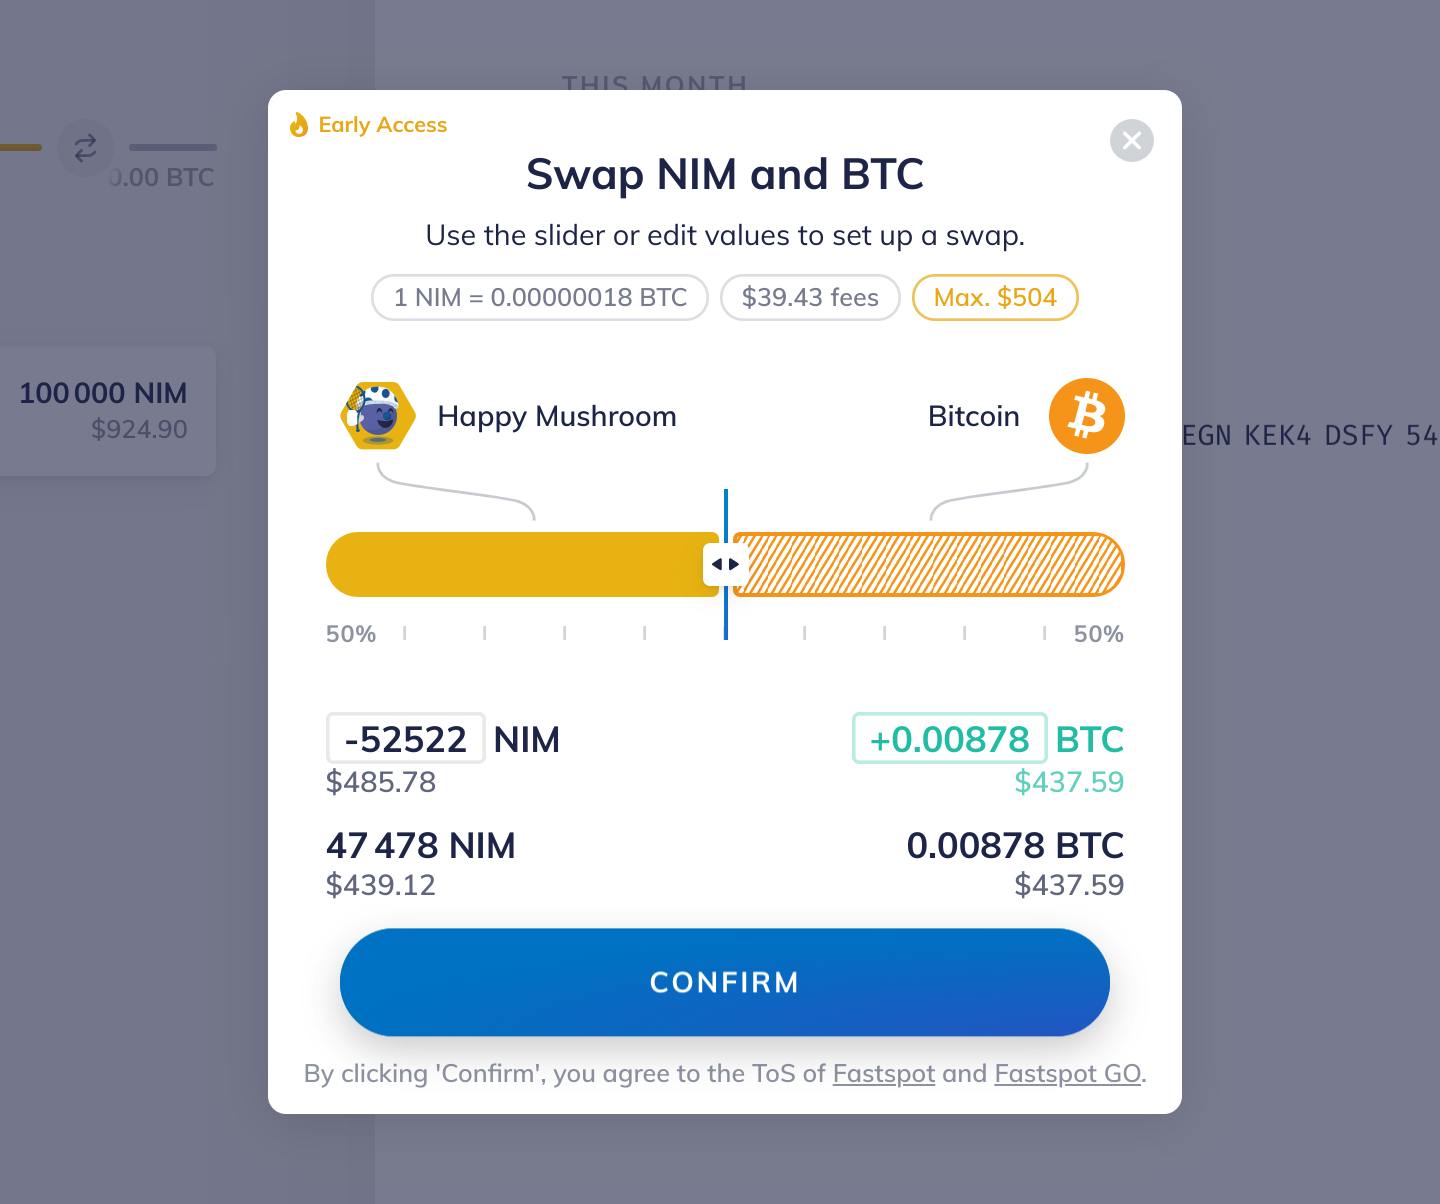 THIS MONTH
Early Access
Swap NIM and BTC
0.00 BTC
Use the slider or edit values to set up a swap.
1 NIM = 0.00000018 BTC $39.43 fees Max. $504
100 000 NIM
$924.90
Happy Mushroom Bitcoin
EGN KEK4 DSFY 54
50% 50%
-52522 NIM +0.00878 BTC
$485.78 $437.59
47 478 NIM 0.00878 BTC
$439.12 $437.59
CONFIRM
By clicking 'Confirm', you agree to the ToS of Fastspot and Fastspot GO.